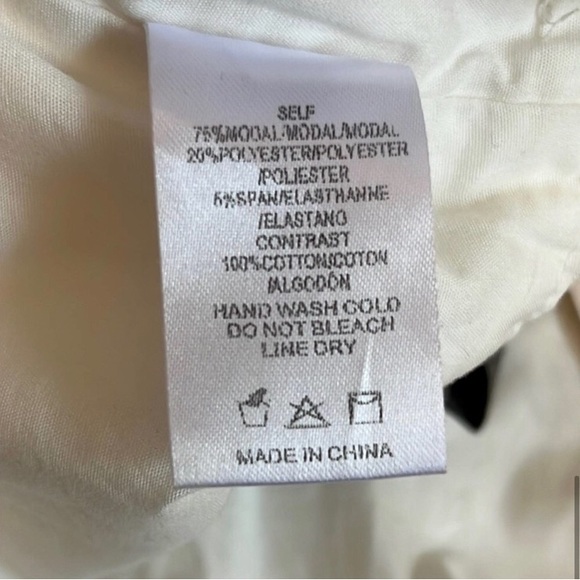 SELF
75%MODAL/MODAL/MODAL
20%POLYESTER/POLYESTER
/POLIESTER
5%SPAN/ELASTHANNE
/ELASTANO
CONTRAST
100%COTTON/COTON
/ALGODÓN
HAND WASH COLD
DO NOT BLEACH
LINE DRY
MADE IN CHINA